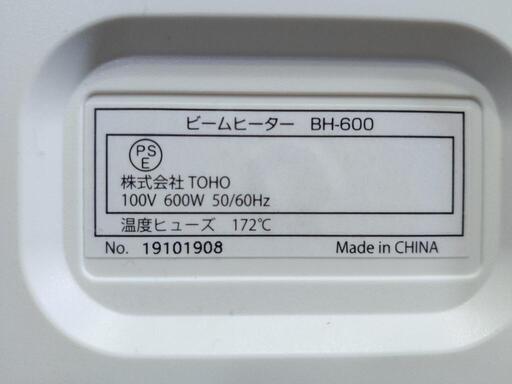 ビームヒーター BH-600
PS
E
株式会社 TOHO
100V 600W 50/60Hz
温度ヒューズ 172℃
No. 19101908 Made in CHINA